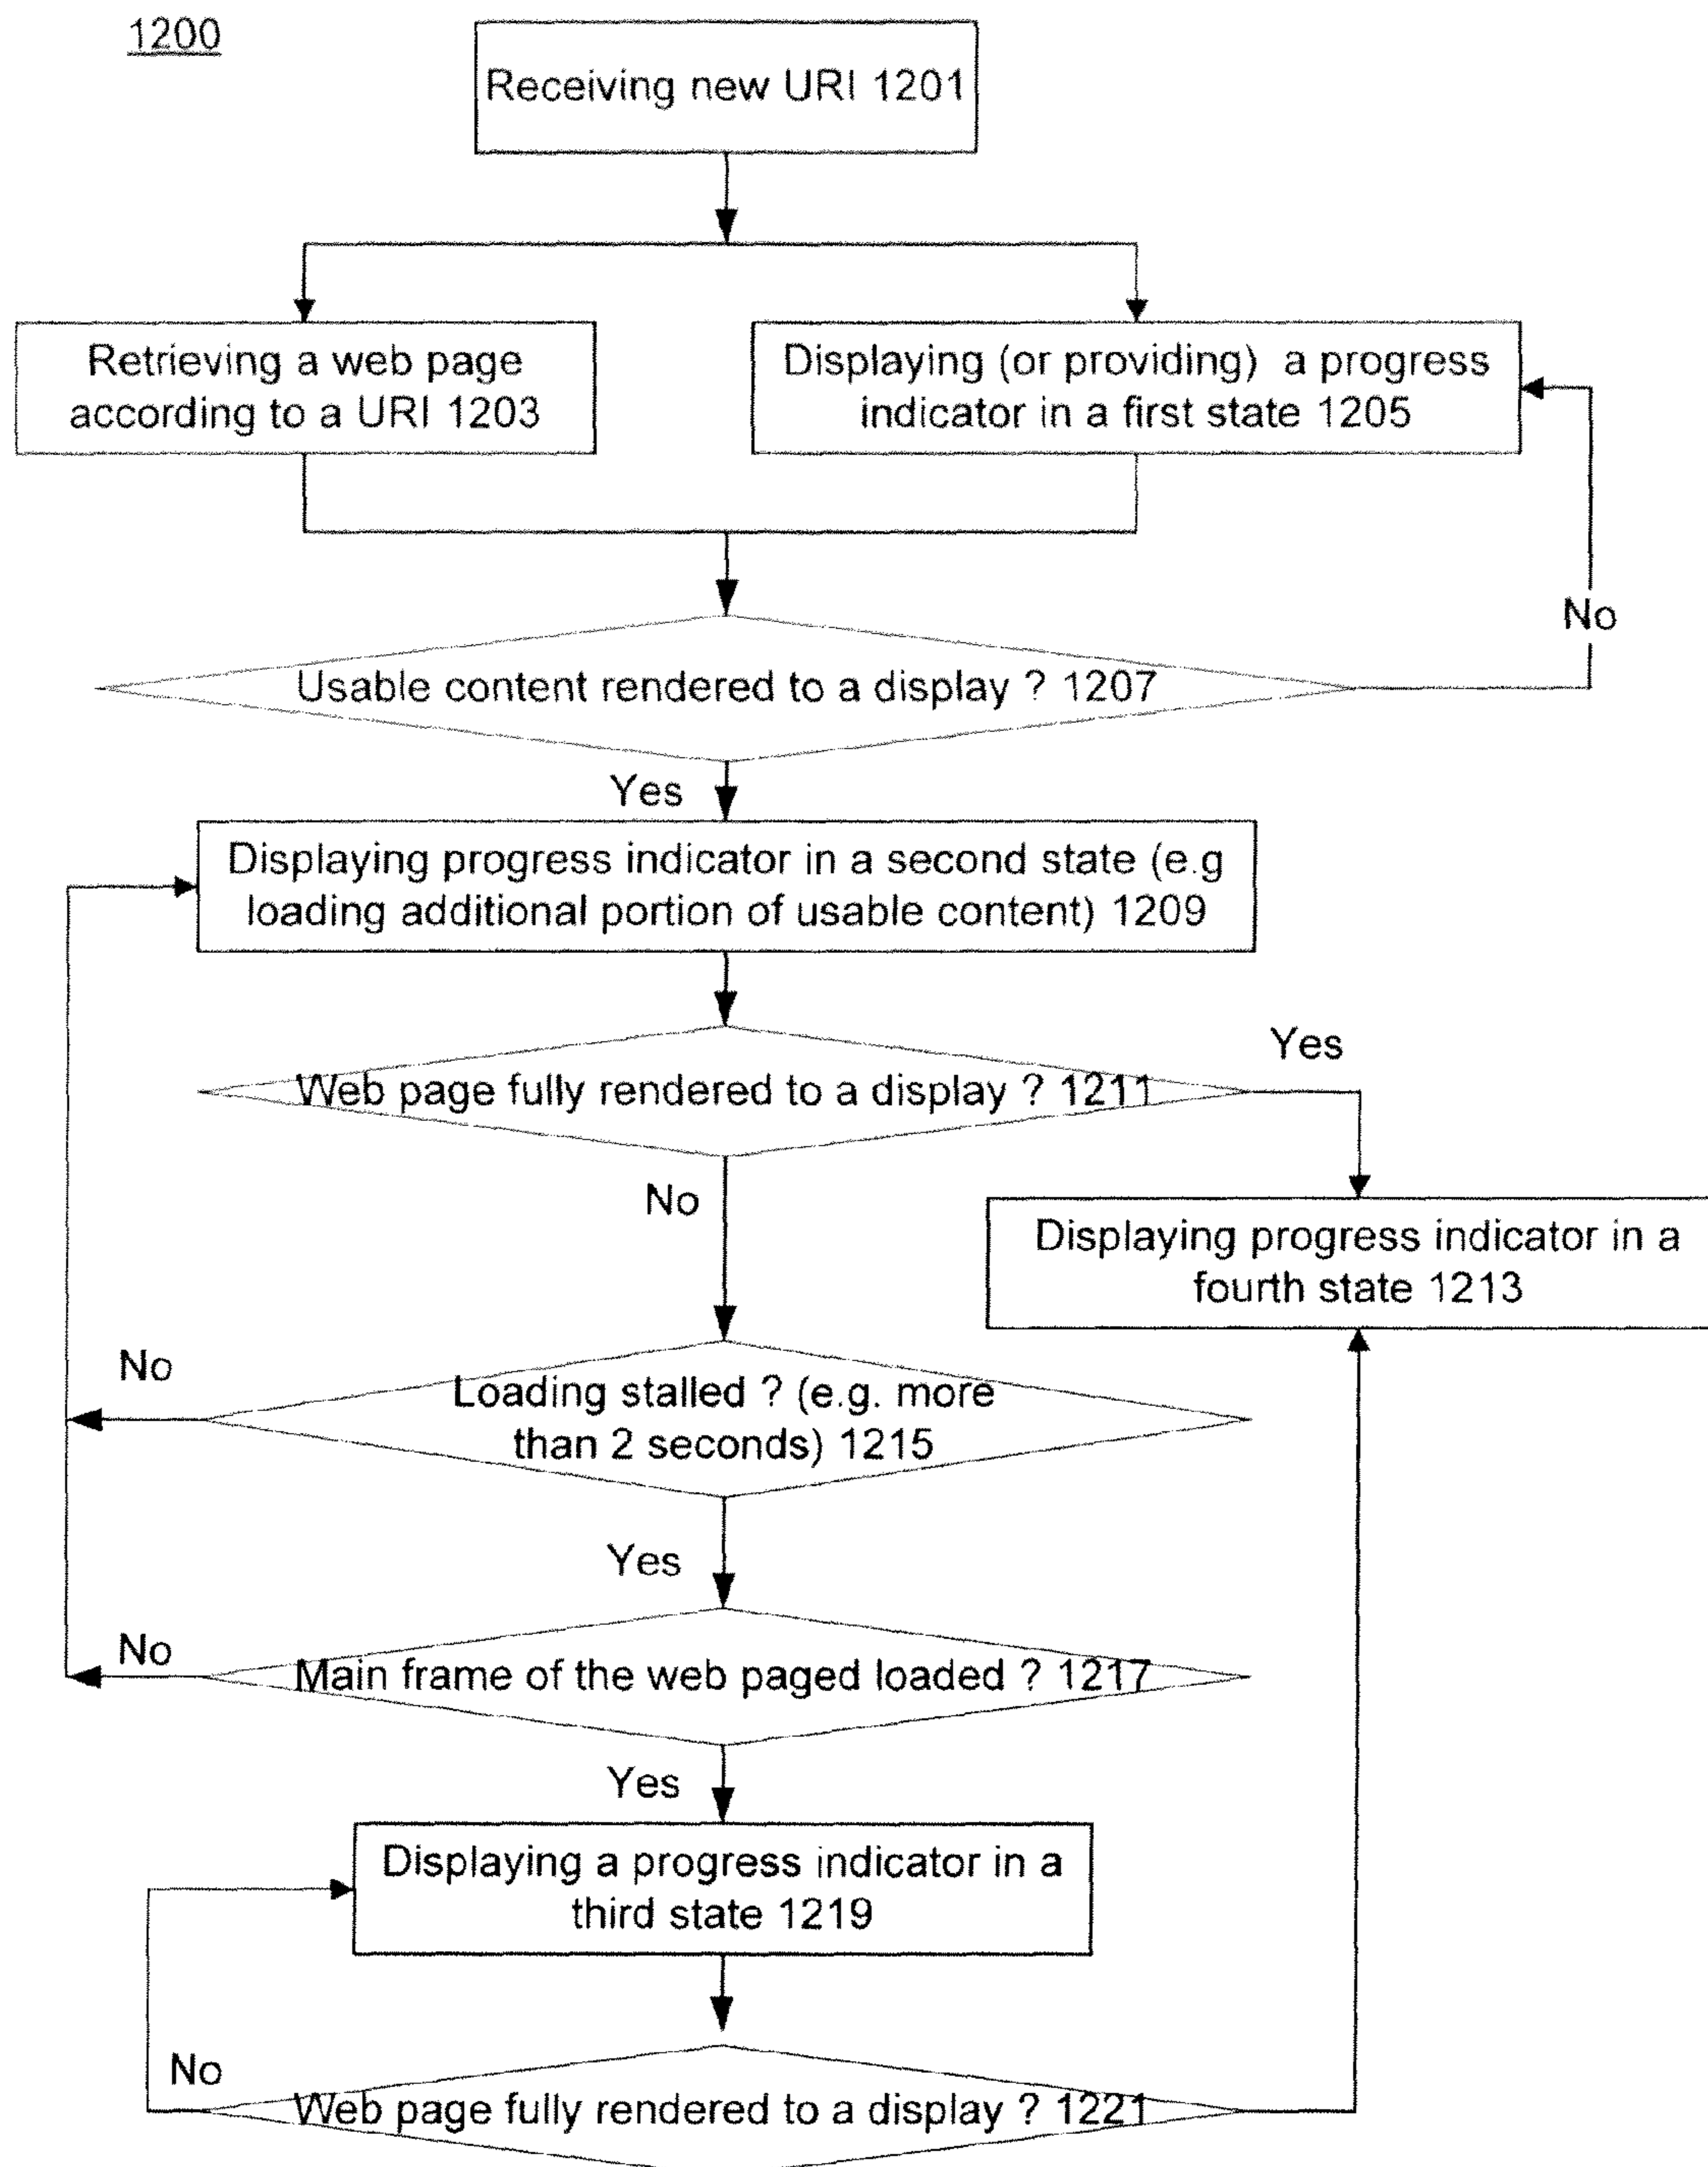 1200
Receiving new URI 1201
Retrieving a web page
according to a URI 1203
Displaying (or providing) a progress
indicator in a first state 1205
No
Usable content rendered to a display ? 1207
Yes
Displaying progress indicator in a second state (e.g
loading additional portion of usable content) 1209
Yes
Web page fully rendered to a display ? 1211
No
Displaying progress indicator in a
fourth state 1213
No
Loading stalled ? (e.g. more
than 2 seconds) 1215
Yes
No
Main frame of the web paged loaded ? 1217
Yes
Displaying a progress indicator in a
third state 1219
No
Web page fully rendered to a display ? 1221